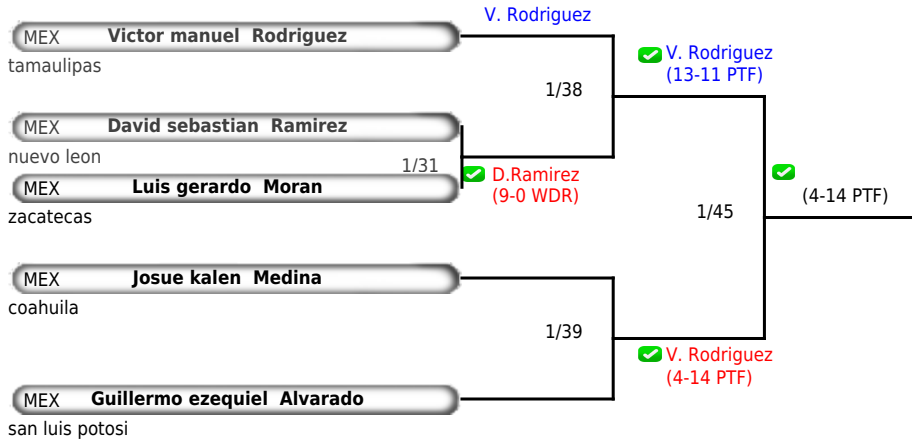 V. Rodriguez
MEX Victor manuel Rodriguez
tamaulipas
V. Rodriguez
(13-11 PTF)
1/38
MEX David sebastian Ramirez
nuevo leon
1/31
D.Ramirez
(9-0 WDR)
MEX Luis gerardo Moran
zacatecas
(4-14 PTF)
1/45
MEX Josue kalen Medina
coahuila
1/39
V. Rodriguez
(4-14 PTF)
MEX Guillermo ezequiel Alvarado
san luis potosi